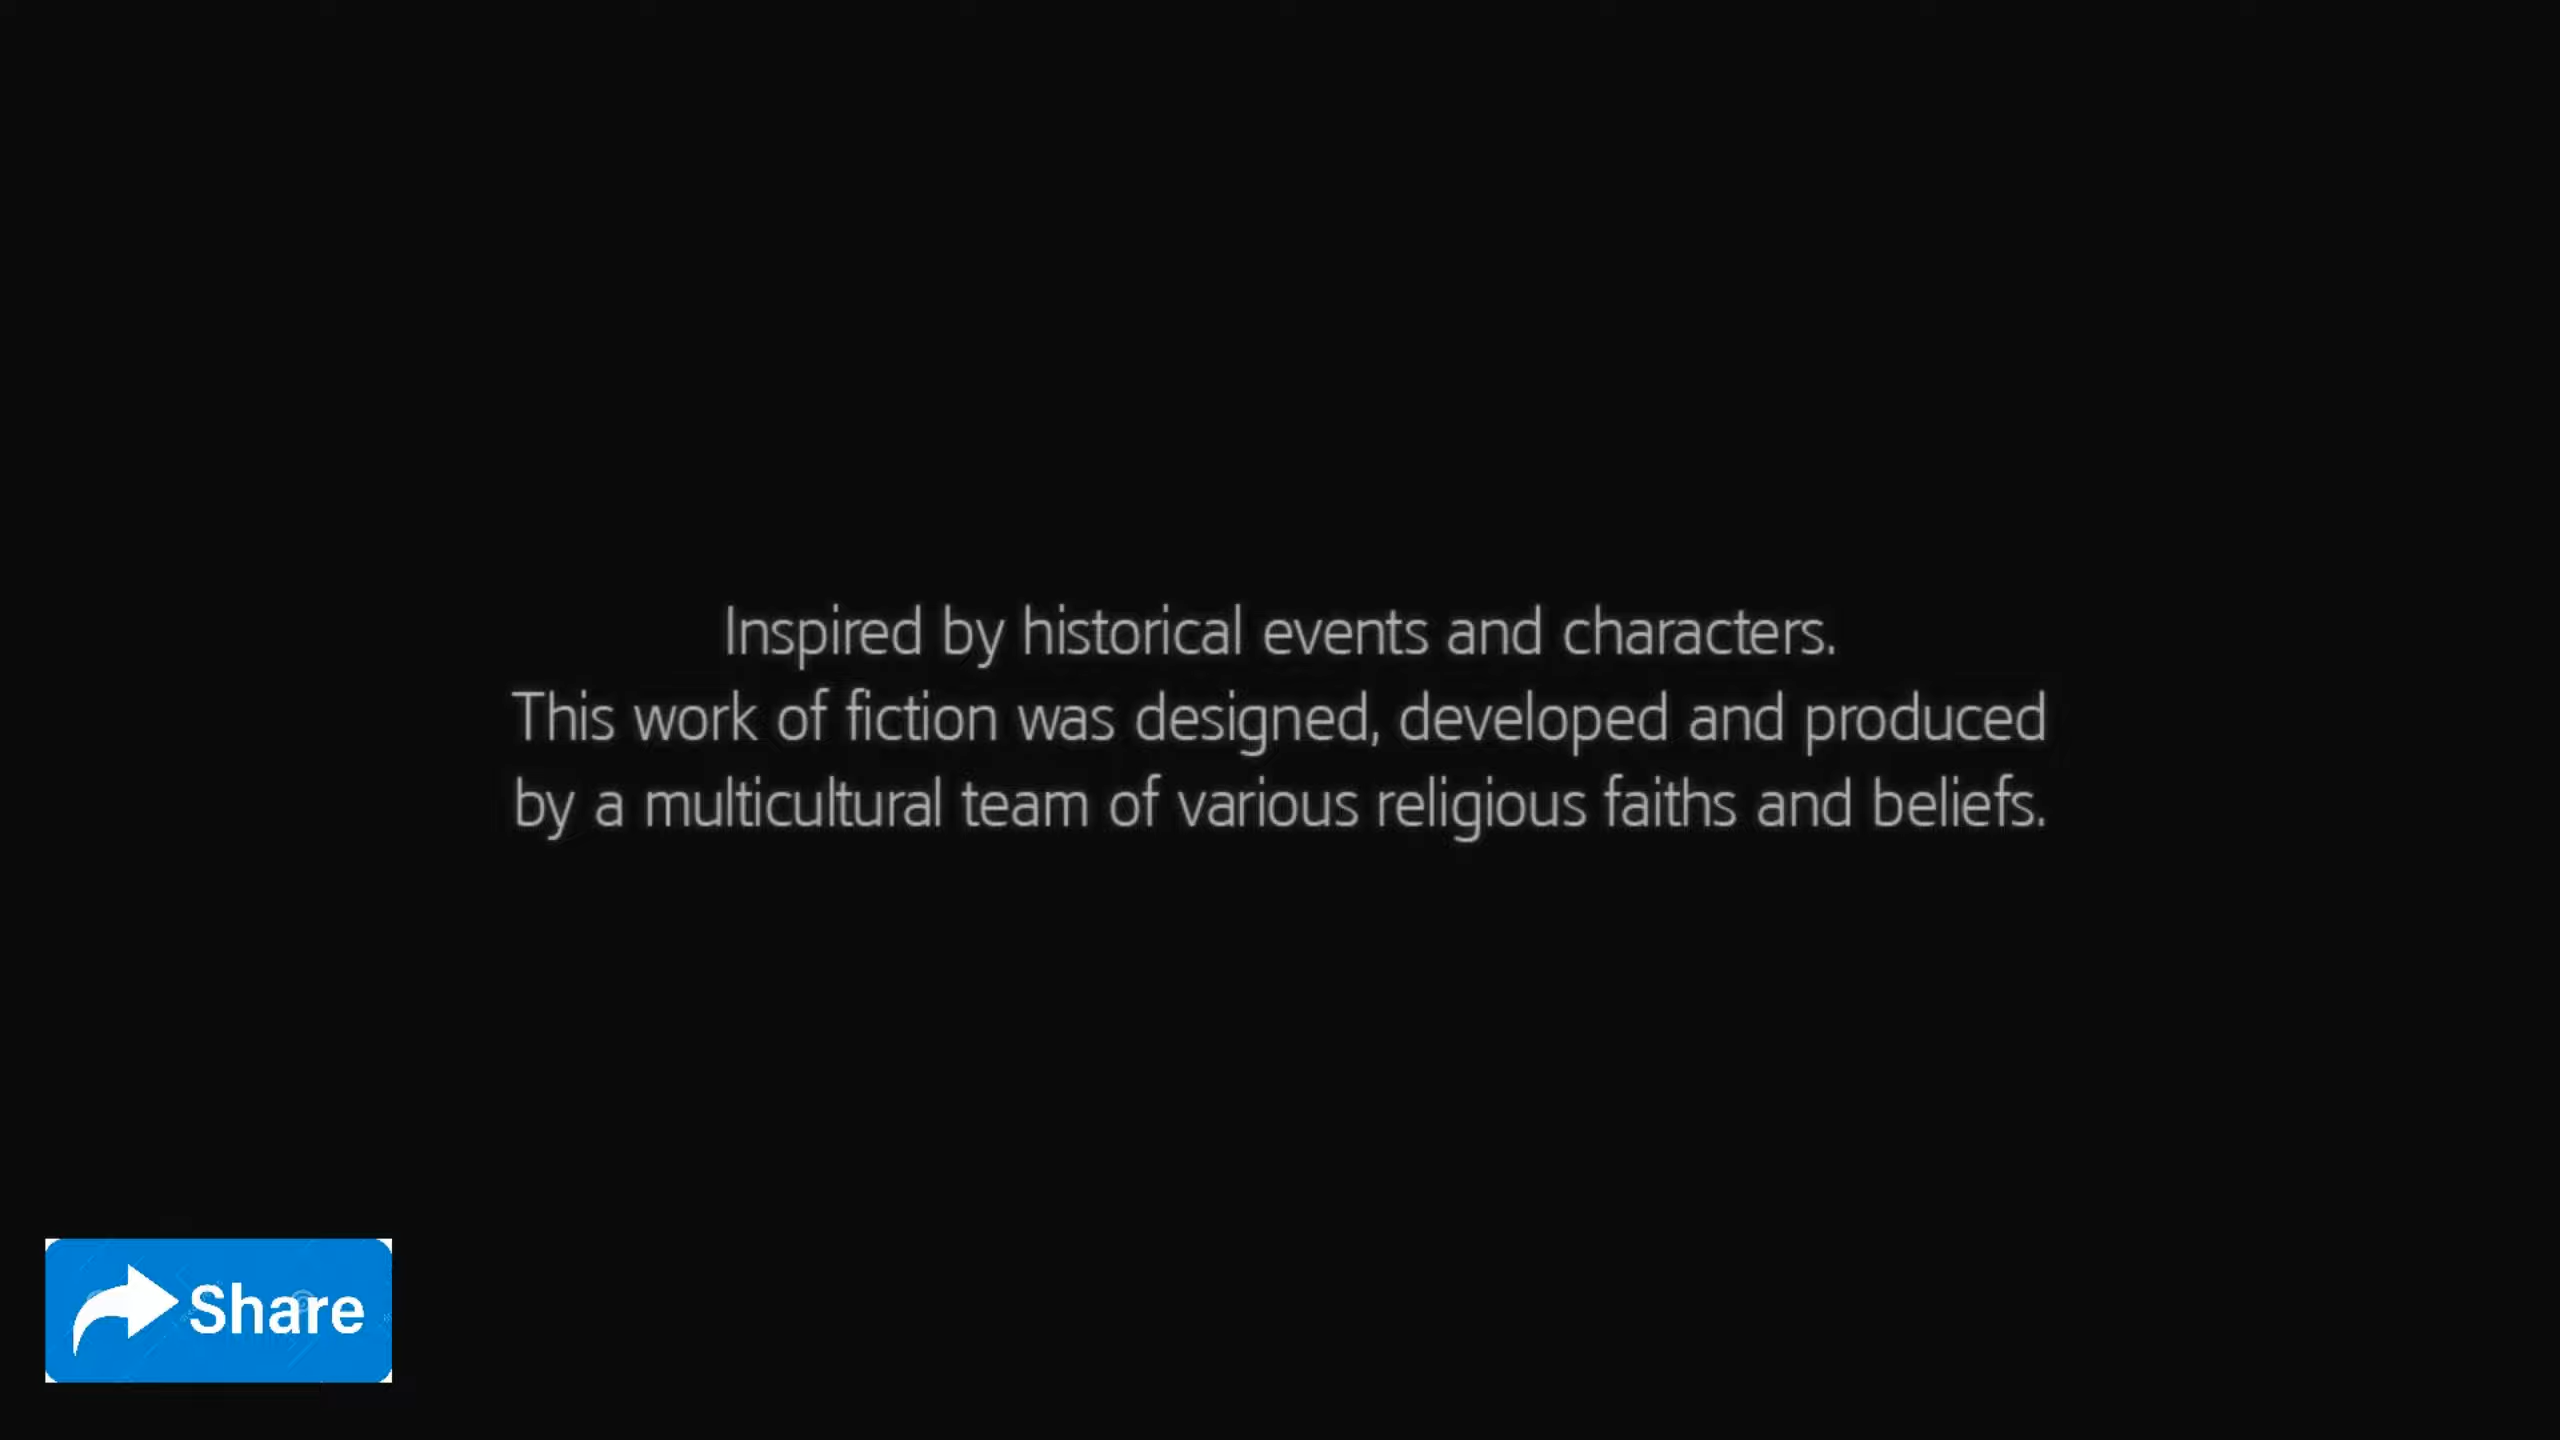 Inspired by historical events and characters.
This work of fiction was designed, developed and produced
by a multicultural team of various religious faiths and beliefs.
Share